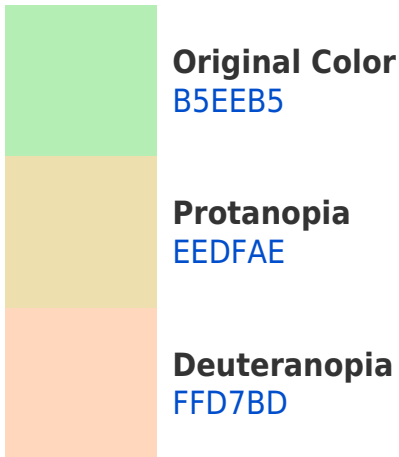 Original Color
B5EEB5
Protanopia
EEDFAE
Deuteranopia
FFD7BD